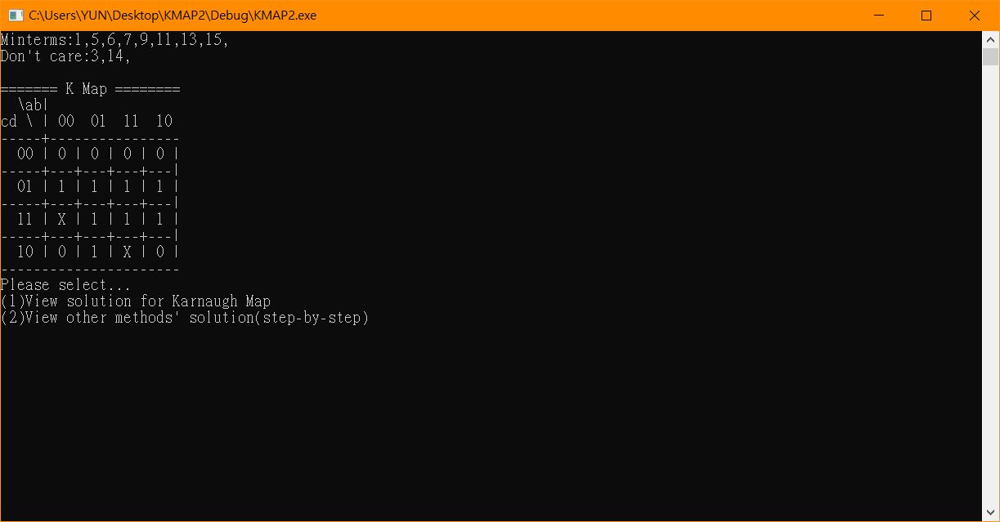 C:\Users\YUN\Desktop\KMAP2\Debug\KMAP2.exe
Minterms:1,5,6,7,9,11,13,15,
Don't care:3,14,

======= K Map ========
  \ab|
cd \ | 00  01  11  10
-----+----------------
  00 | 0 | 0 | 0 | 0 |
-----+---+---+---+---|
  01 | 1 | 1 | 1 | 1 |
-----+---+---+---+---|
  11 | X | 1 | 1 | 1 |
-----+---+---+---+---|
  10 | 0 | 1 | X | 0 |
----------------------
Please select...
(1)View solution for Karnaugh Map
(2)View other methods' solution(step-by-step)